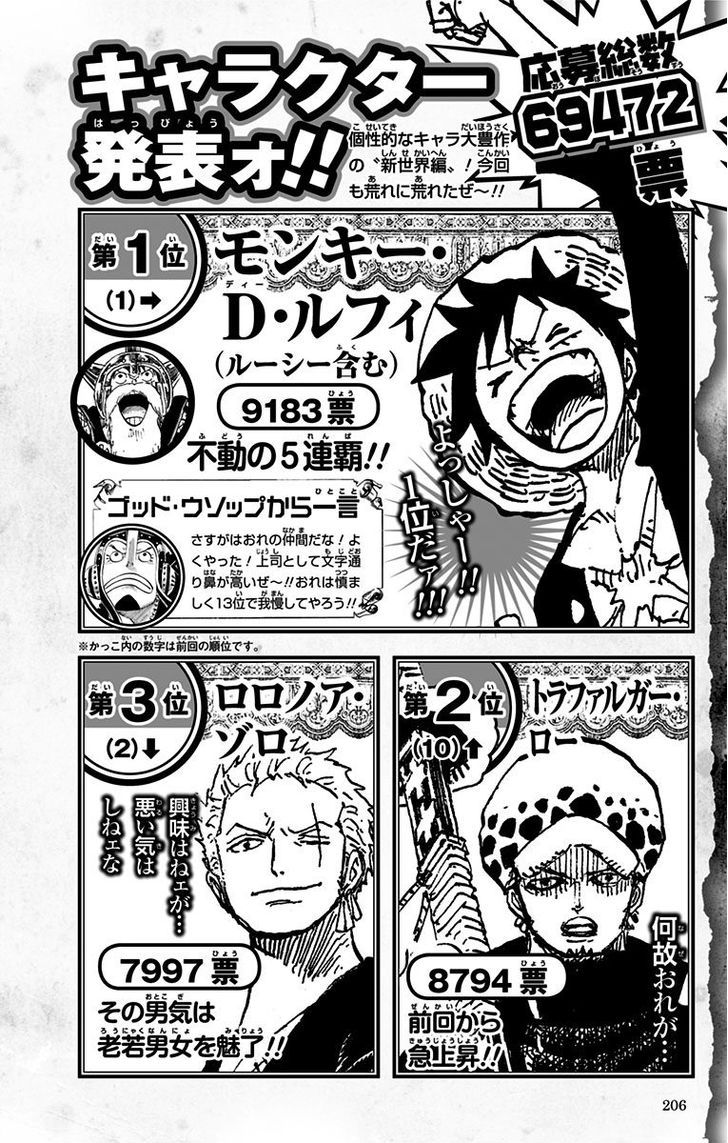 キャラクター
発表ォ!!
応募総数
69472
票
個性的なキャラ大豊作
の〝新世界編〟！今回
も荒れに荒れたぜ〜!!
第1位
(1)➡
モンキー・
D・ルフィ
(ルーシー含む)
9183票
不動の5連覇!!
よっしゃー!!
1位だァ!!!
ゴッド・ウソップから一言
さすがはおれの仲間だな！よ
くやった！上司として文字通
り鼻が高いぜ〜!!おれは慎ま
しく13位で我慢してやろう!!
※かっこ内の数字は前回の順位です。
第2位
(10)⬆
トラファルガー・
ロー
何故おれが…
8794票
前回から
急上昇!!
第3位
(2)⬇
ロロノア・
ゾロ
興味はねェが…
悪い気は
しねェな
7997票
その男気は
老若男女を魅了!!
206